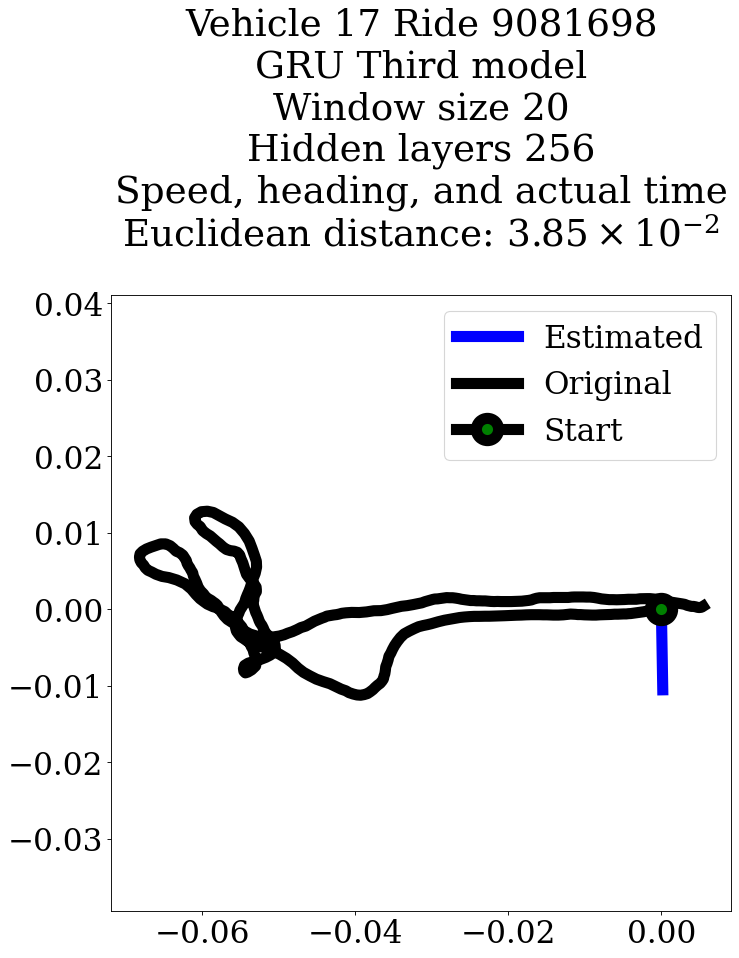 Vehicle 17 Ride 9081698
GRU Third model
Window size 20
Hidden layers 256
Speed, heading, and actual time
Euclidean distance: 3.85 × 10⁻²
Estimated
Original
Start
0.04
0.03
0.02
0.01
0.00
−0.01
−0.02
−0.03
−0.06 −0.04 −0.02 0.00